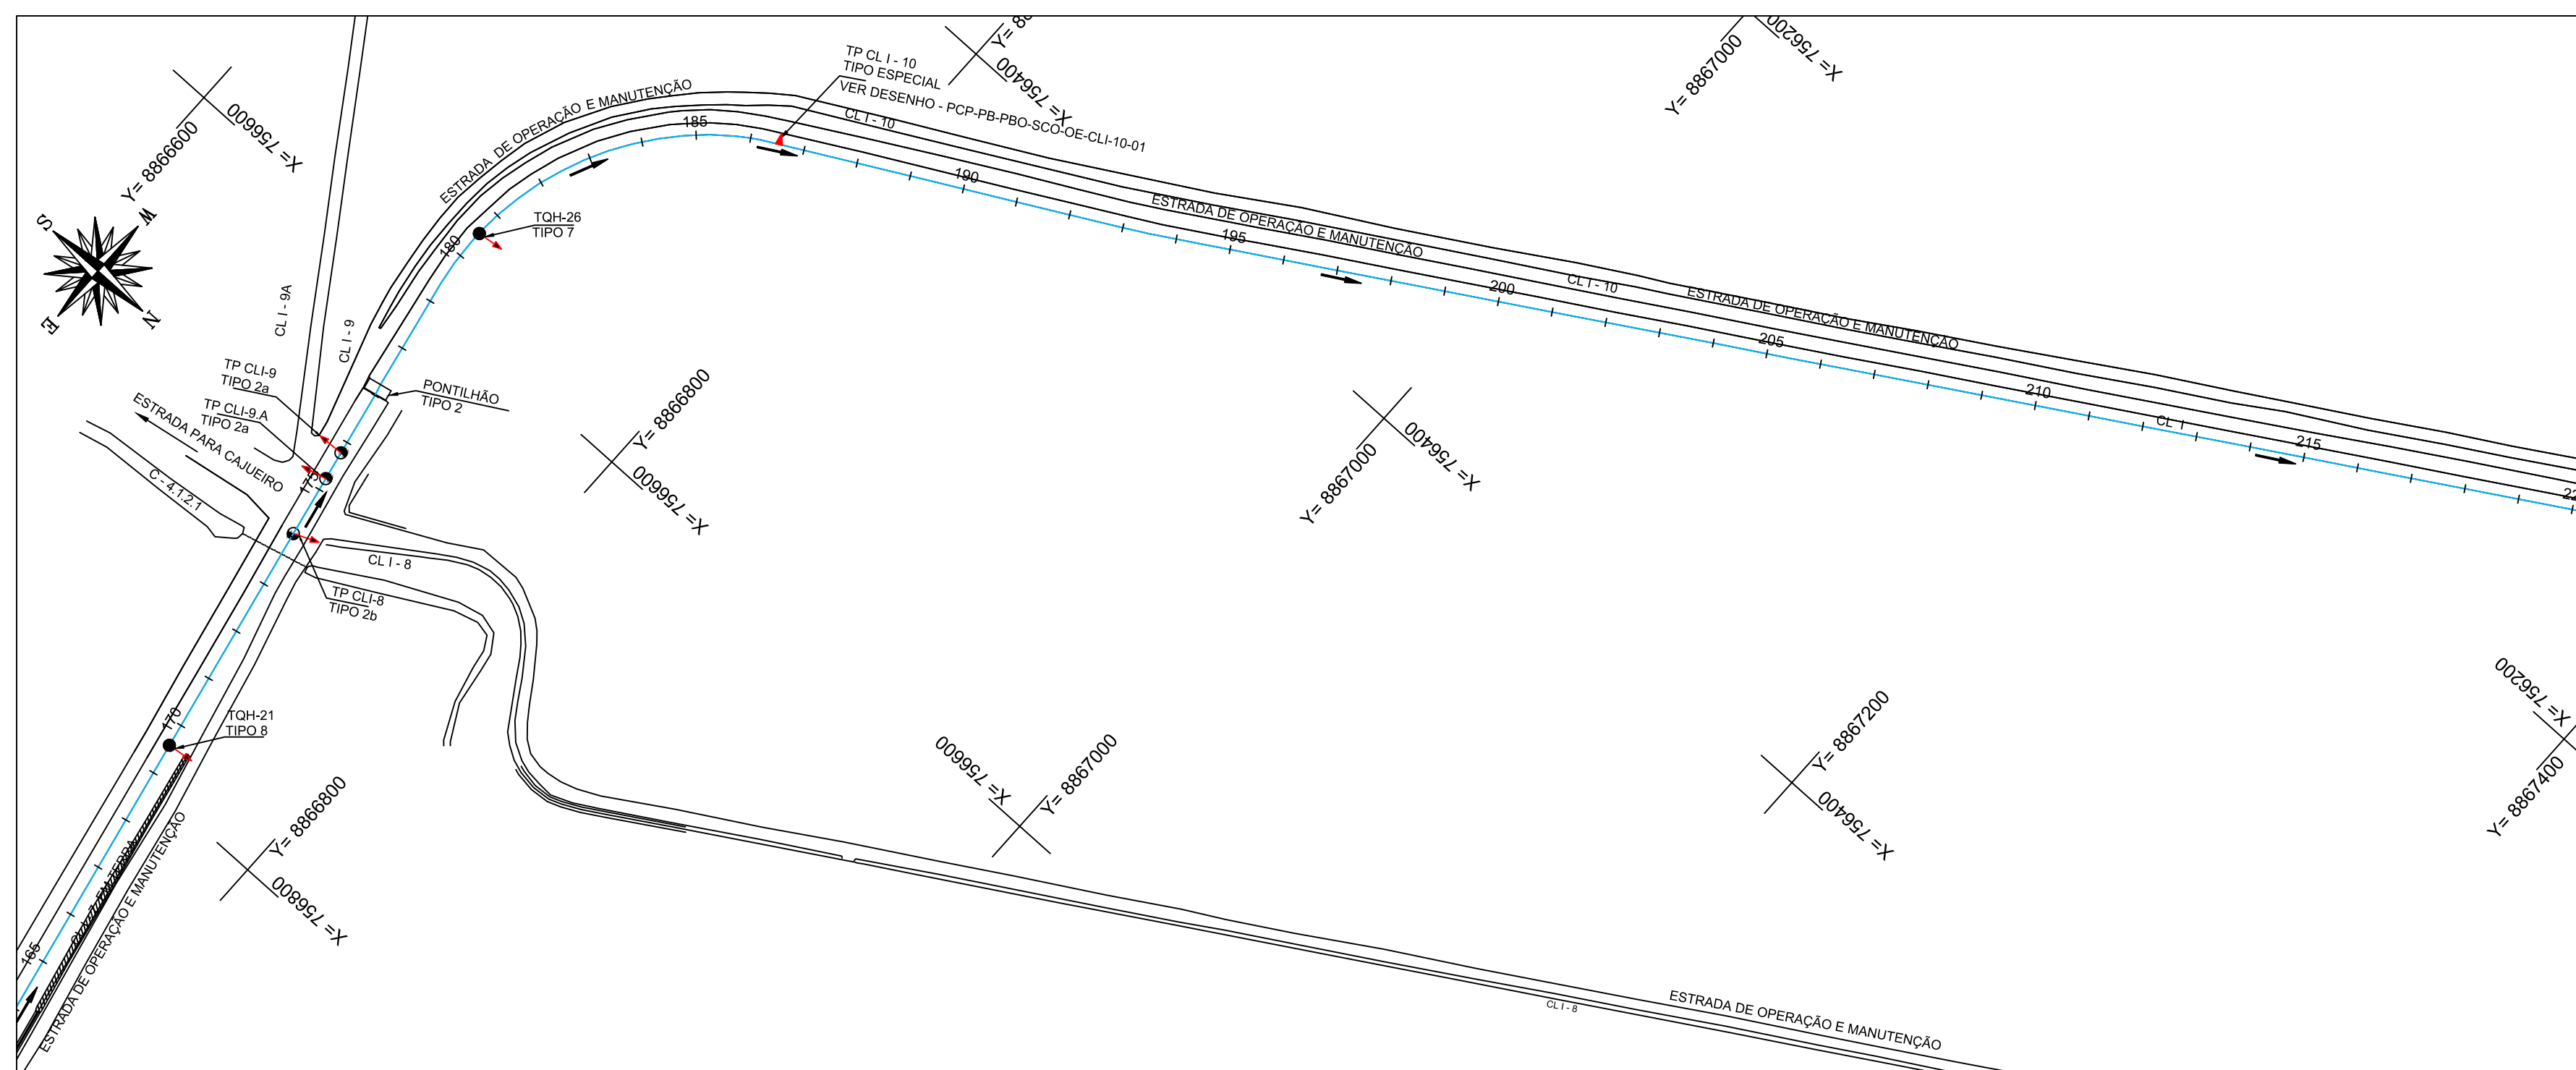 TP CL I - 10
TIPO ESPECIAL
VER DESENHO - PCP-PB-PBO-SCO-OE-CLI-10-01
X= 756400
X= 756200
Y= 8867000
X= 756600
Y= 8866600
ESTRADA DE OPERAÇÃO E MANUTENÇÃO
CL I - 10
185
190
S
W
E
N
TQH-26
TIPO 7
180
ESTRADA DE OPERAÇÃO E MANUTENÇÃO
195
CL I - 10
200
ESTRADA DE OPERAÇÃO E MANUTENÇÃO
205
210
CL I
215
CL I - 9A
CL I - 9
TP CLI-9
TIPO 2a
TP CLI-9.A
TIPO 2a
PONTILHÃO
TIPO 2
ESTRADA PARA CAJUEIRO
C - 4.1.2.1
175
Y= 8866800
X= 756600
X= 756400
Y= 8867000
CL I - 8
TP CLI-8
TIPO 2b
170
TQH-21
TIPO 8
X= 756600
Y= 8867000
Y= 8867200
X= 756400
X= 756200
Y= 8867400
Y= 8866800
X= 756800
165
CL I - 7 EM TERRA
ESTRADA DE OPERAÇÃO E MANUTENÇÃO
CL I - 8
ESTRADA DE OPERAÇÃO E MANUTENÇÃO